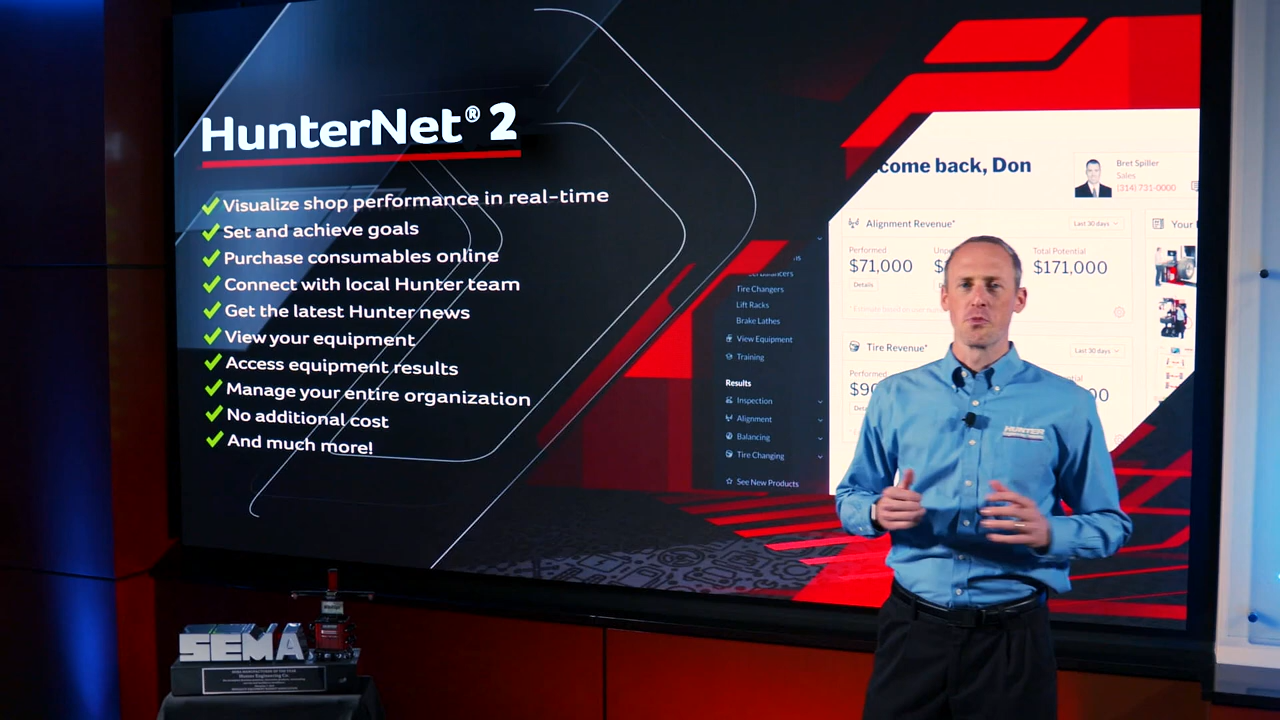 HunterNet® 2
Visualize shop performance in real-time
Set and achieve goals
Purchase consumables online
Connect with local Hunter team
Get the latest Hunter news
View your equipment
Access equipment results
Manage your entire organization
No additional cost
And much more!
come back, Don
Bret Spiller
Sales
(314) 731-0000
Alignment Revenue*
Last 30 days
Your
Performed
Total Potential
$71,000
$171,000
Details
Tire Changers
Lift Racks
Brake Lathes
View Equipment
Training
Results
Inspection
Alignment
Balancing
Tire Changing
See New Products
Tire Revenue*
Last 30 days
Performed
HUNTER
SEMA
Hunter Engineering Co.